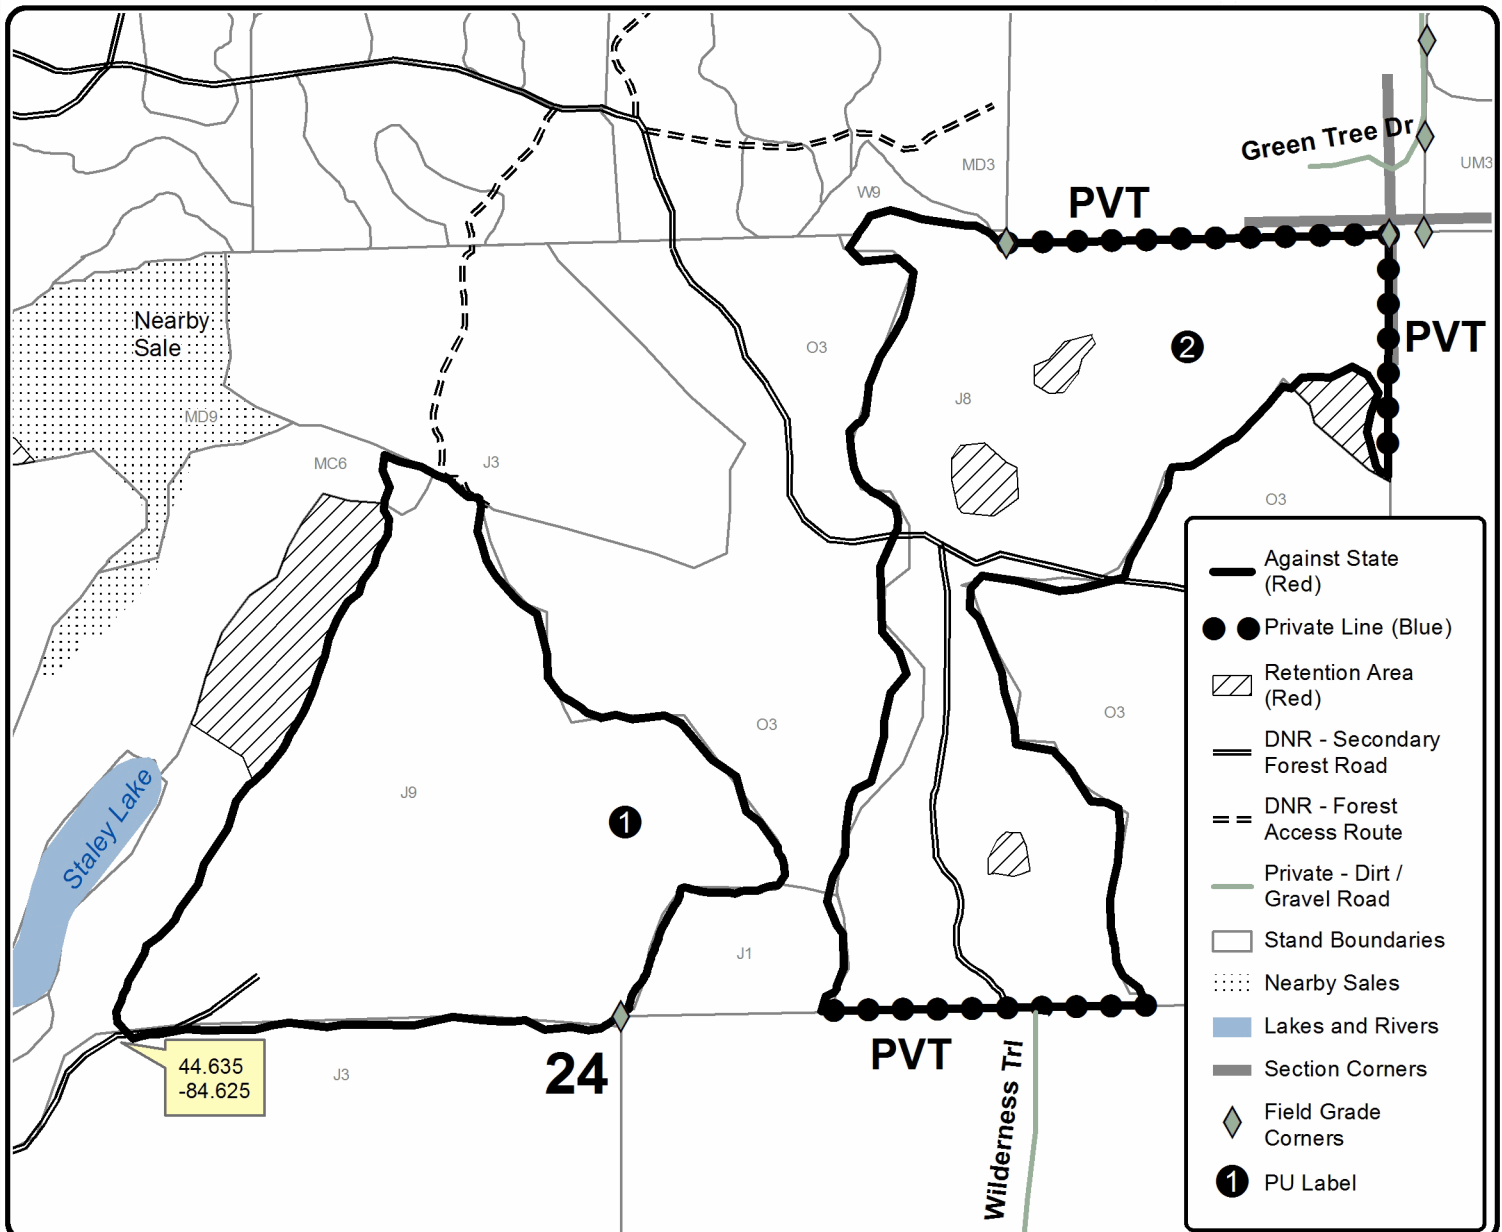 Green Tree Dr
MD3
UM3
W9
PVT
Nearby
Sale
O3
2
PVT
MD9
J8
MC6
J3
O3
Staley Lake
J9
1
O3
O3
J1
44.635
-84.625
J3
24
PVT
Wilderness Trl
Against State
(Red)
Private Line (Blue)
Retention Area
(Red)
DNR - Secondary
Forest Road
DNR - Forest
Access Route
Private - Dirt /
Gravel Road
Stand Boundaries
Nearby Sales
Lakes and Rivers
Section Corners
Field Grade
Corners
1
PU Label